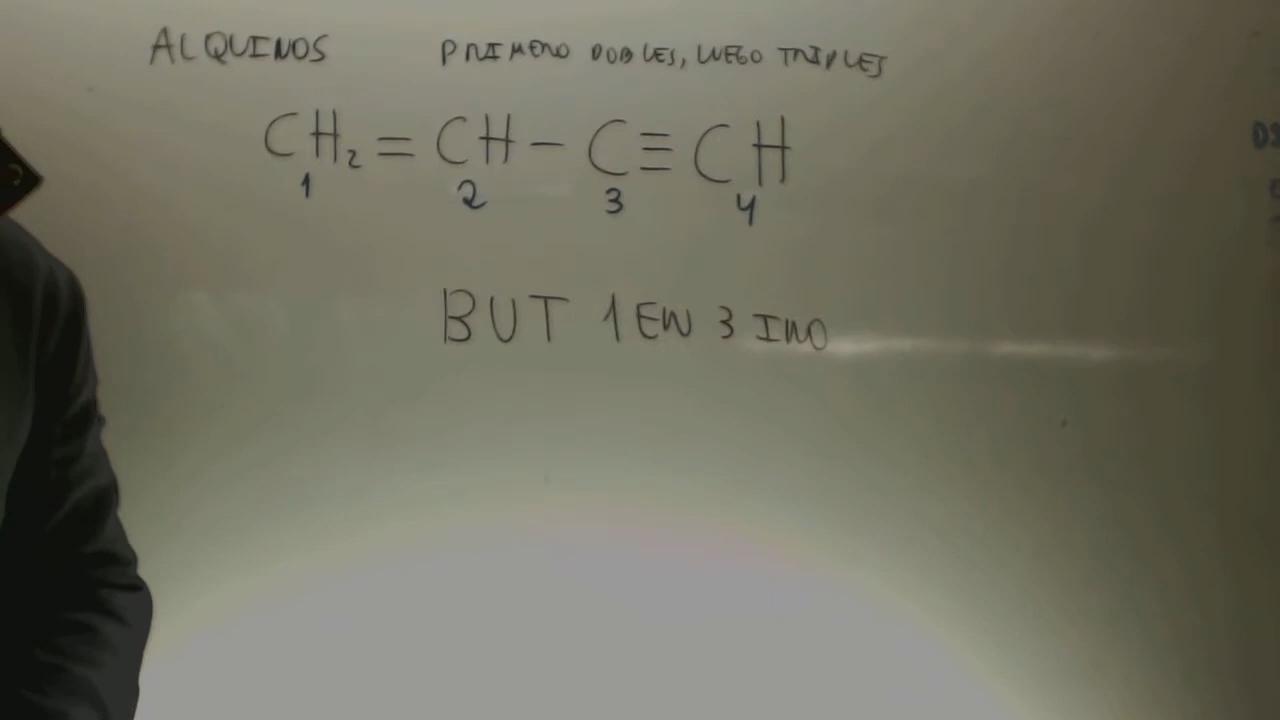 ALQUINOS PRIMERO DOBLES, LUEGO TRIPLES
CH₂ = CH - C ≡ CH
1 2 3 4
BUT 1 EN 3 INO